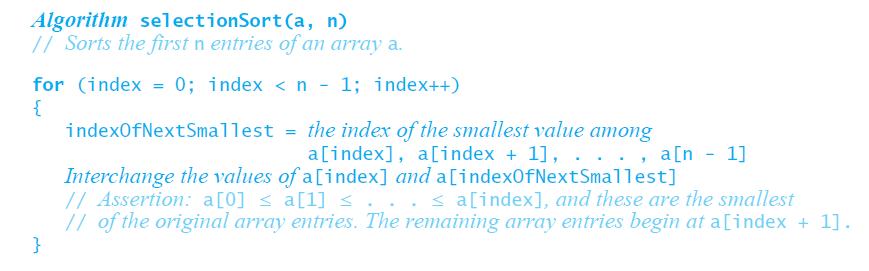 Algorithm selectionSort(a, n)
// Sorts the first n entries of an array a.
for (index = 0; index < n - 1; index++)
{
indexOfNextSmallest = the index of the smallest value among
a[index], a[index + 1], . . . , a[n - 1]
Interchange the values of a[index] and a[indexOfNextSmallest]
// Assertion: a[0] ≤ a[1] ≤ . . . ≤ a[index], and these are the smallest
// of the original array entries. The remaining array entries begin at a[index + 1].
}